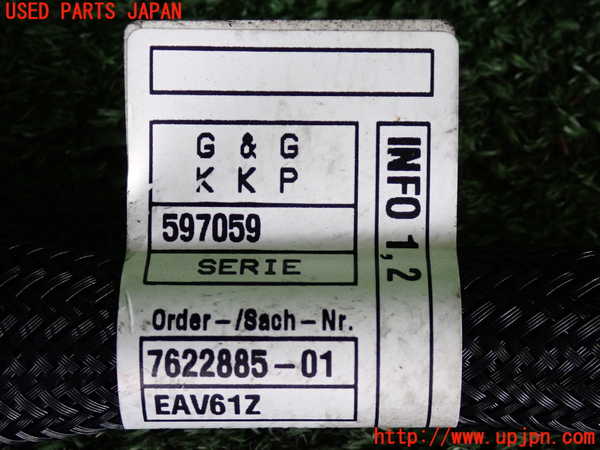 USED PARTS JAPAN
G & G
K K P
597059
SERIE
INFO 1,2
Order-/Sach-Nr.
7622885-01
EAV61Z
http://www.upjpn.com/